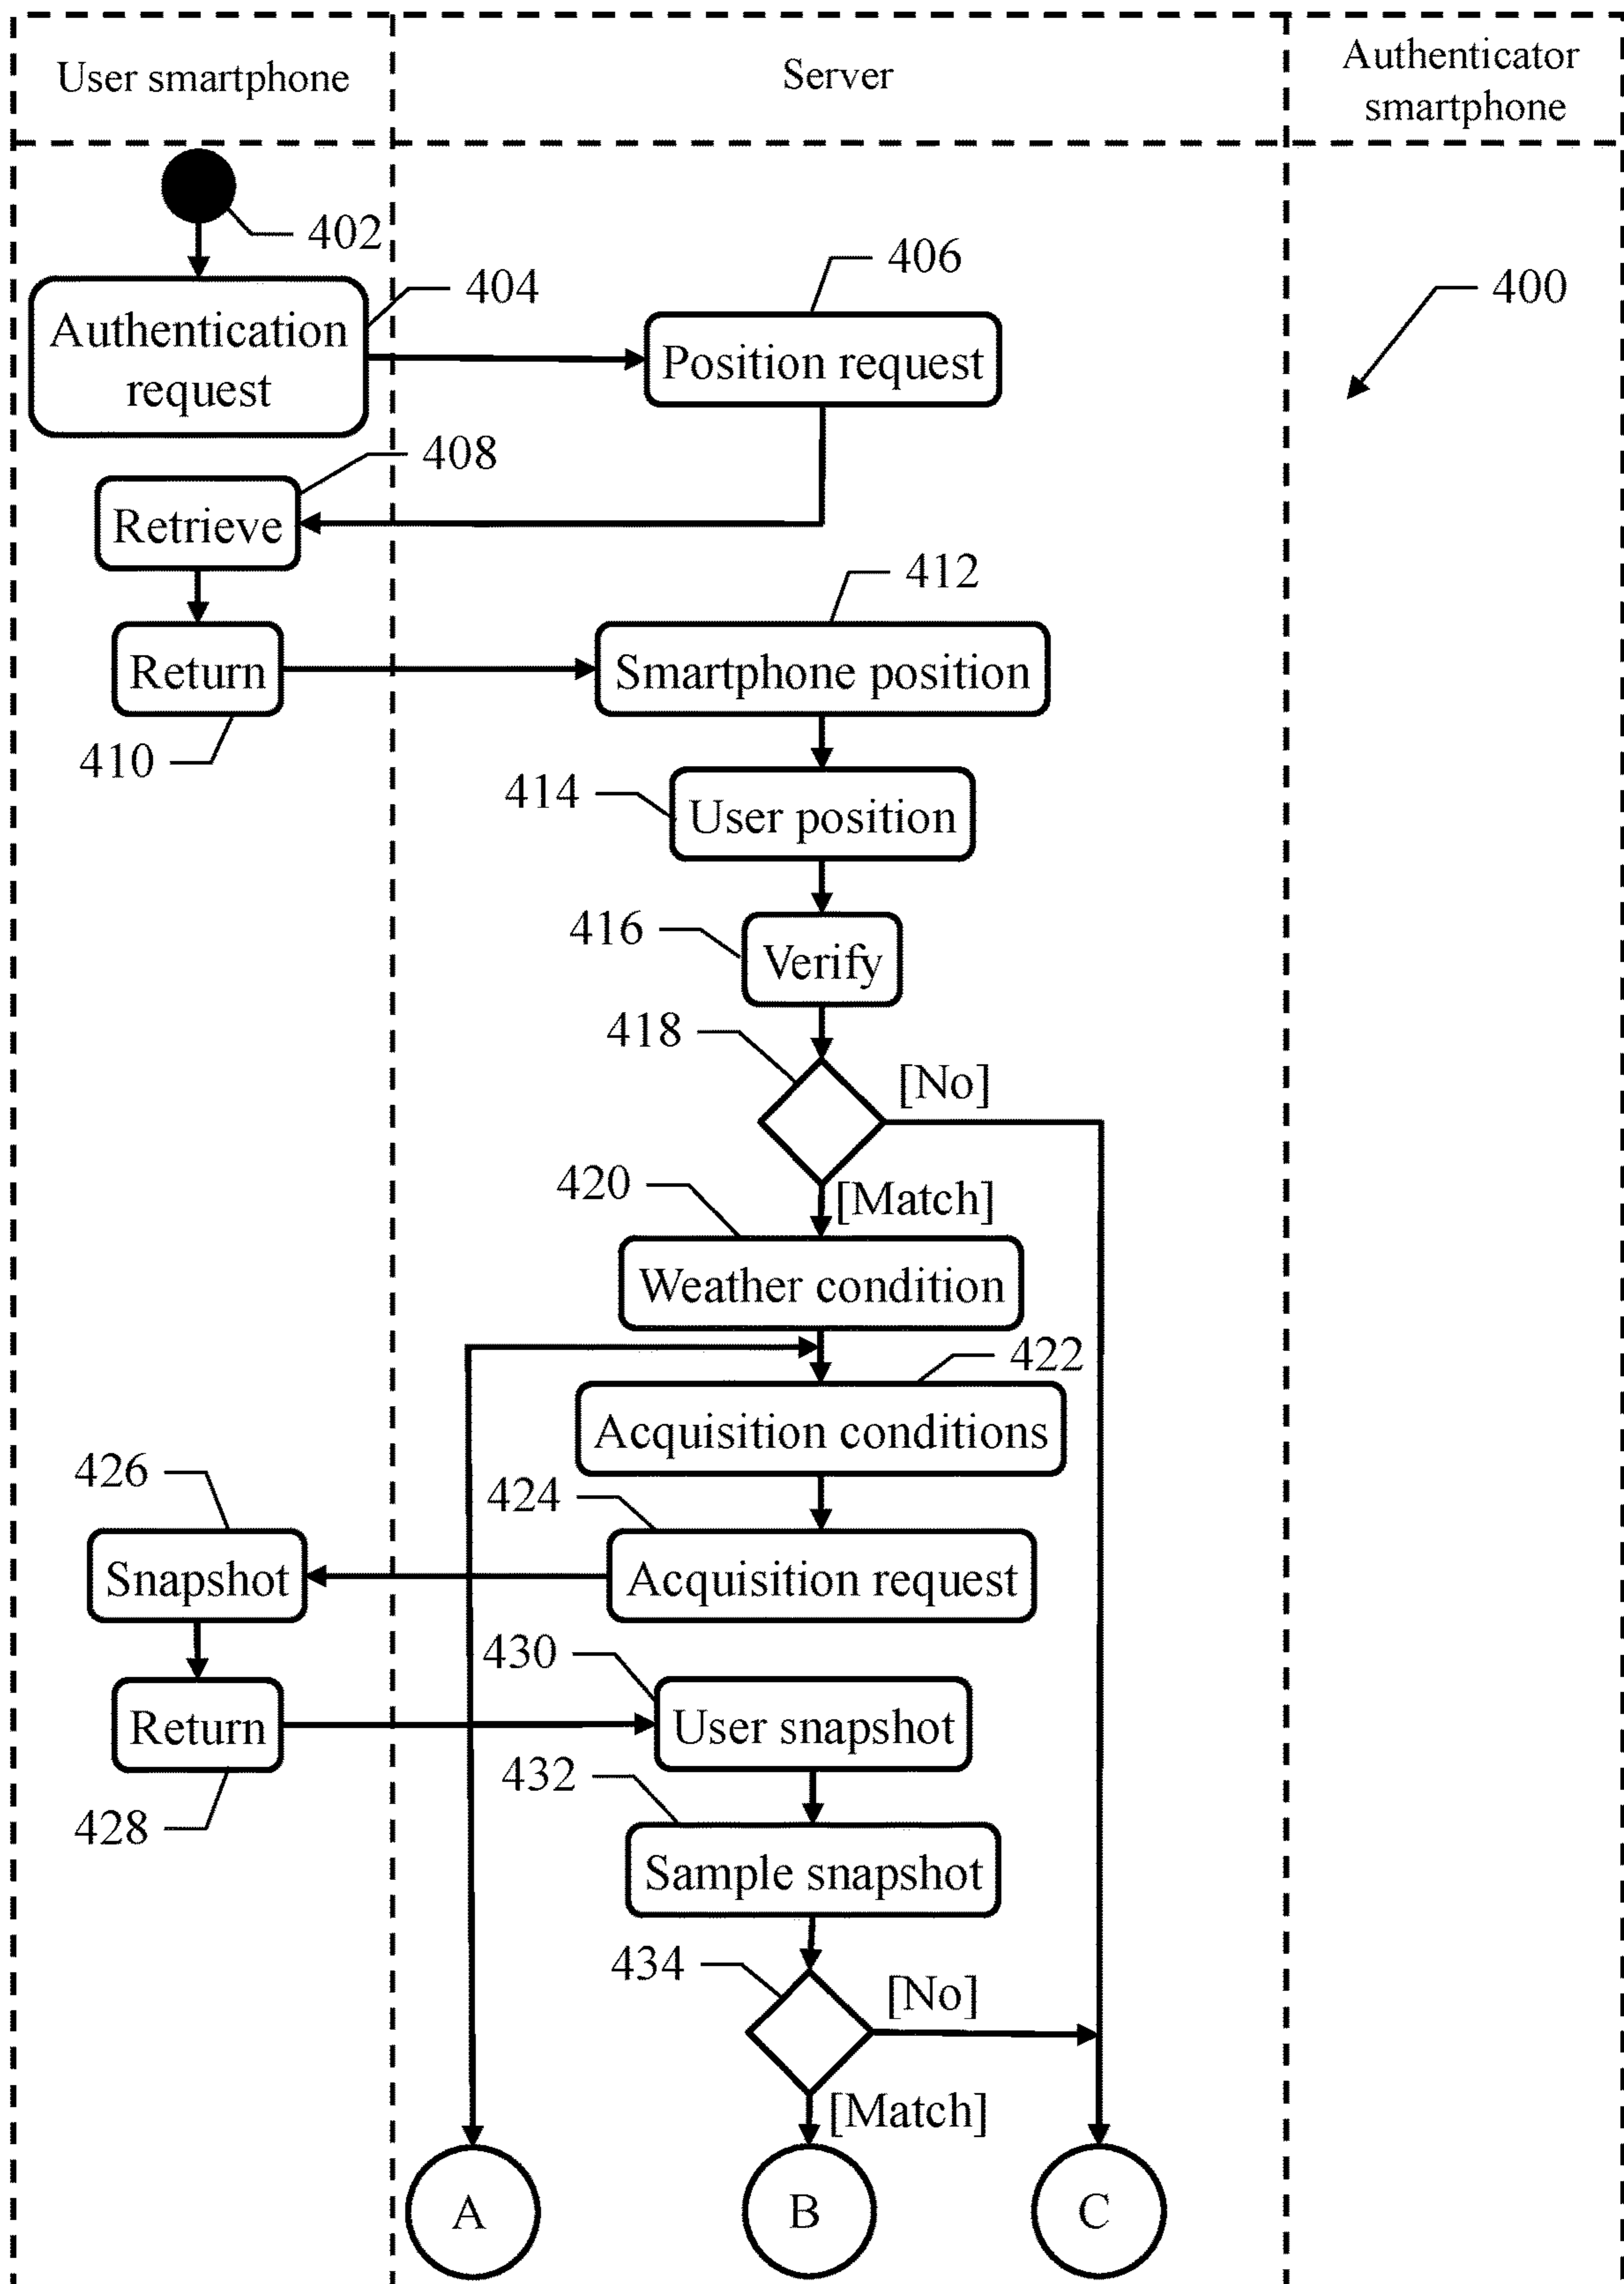 User smartphone
Server
Authenticator
smartphone
402
404
406
400
Authentication
request
Position request
408
Retrieve
412
Return
Smartphone position
410
414
User position
416
Verify
418
[No]
420
[Match]
Weather condition
422
Acquisition conditions
426
424
Snapshot
Acquisition request
430
Return
User snapshot
432
428
Sample snapshot
434
[No]
[Match]
A
B
C